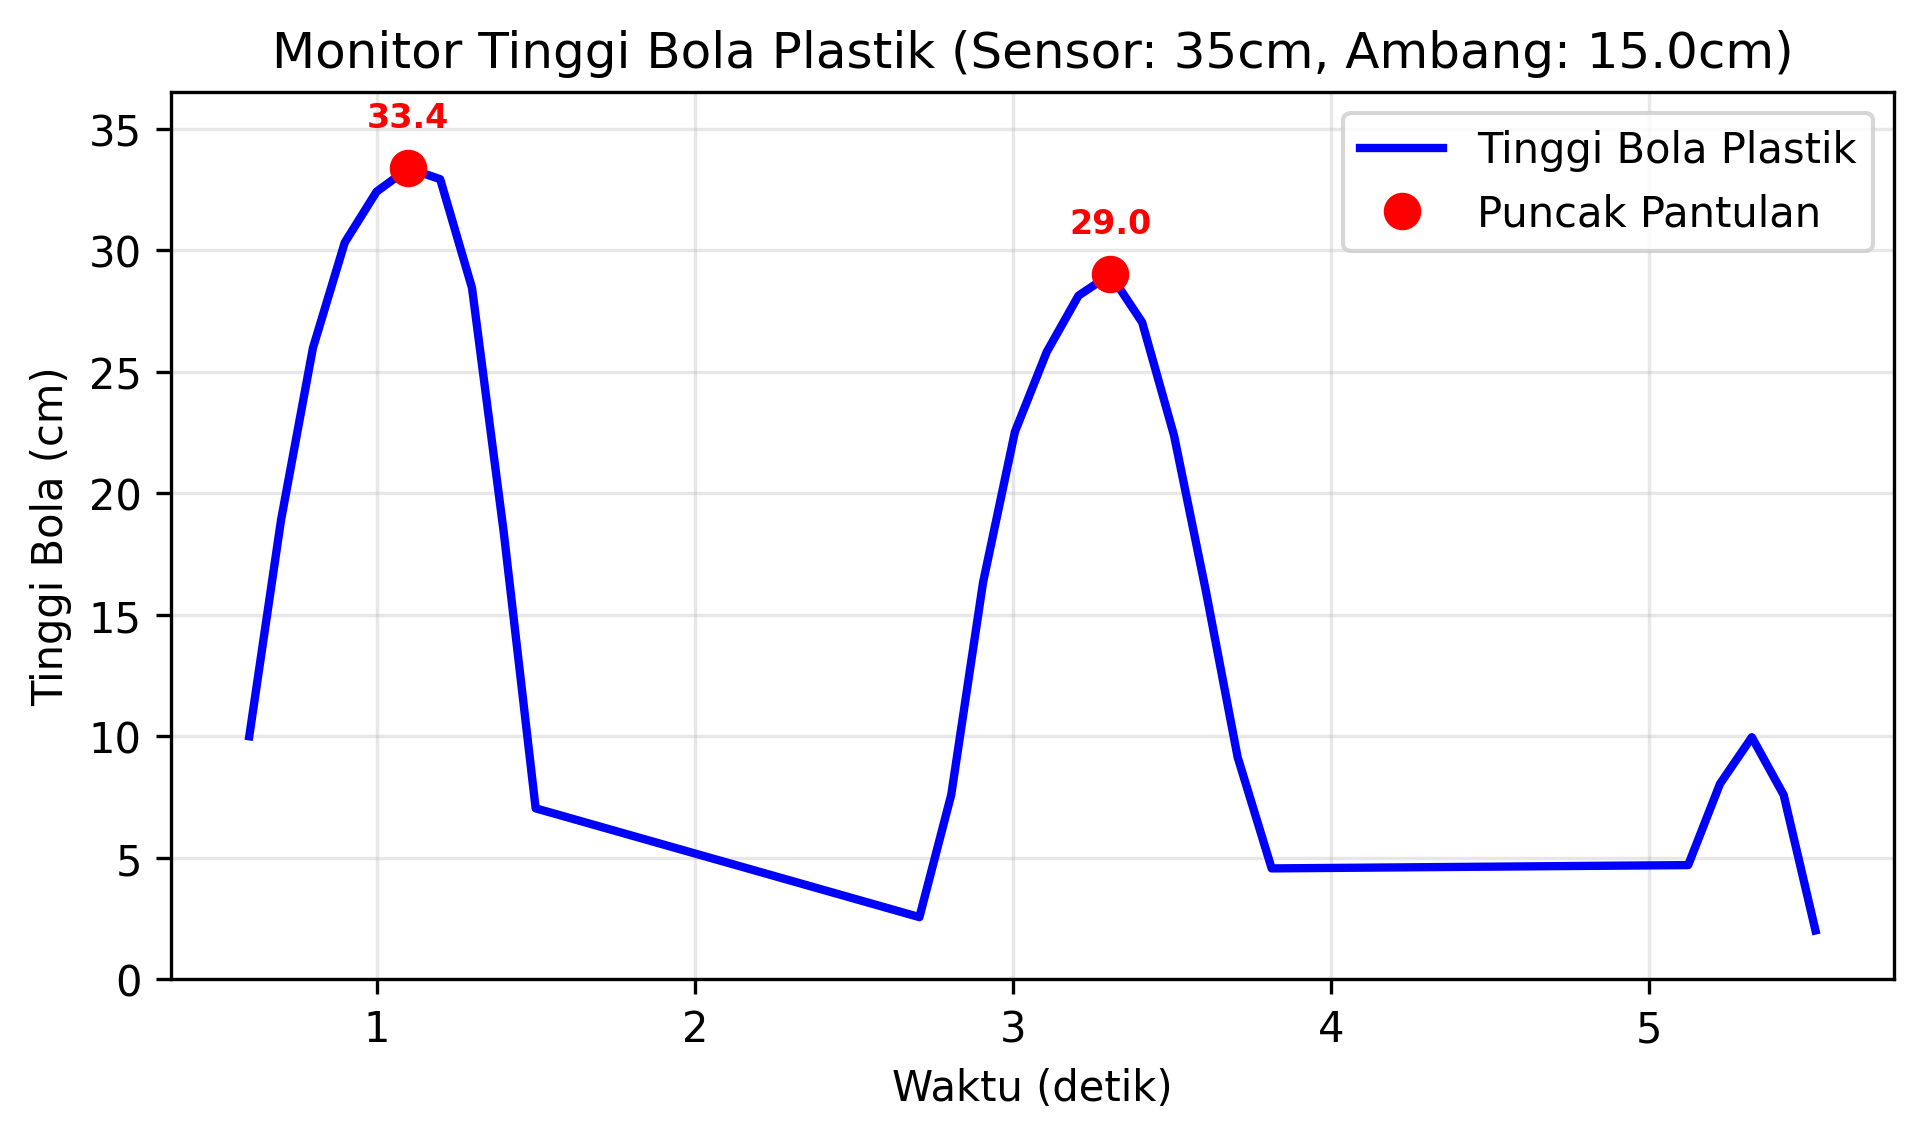 Monitor Tinggi Bola Plastik (Sensor: 35cm, Ambang: 15.0cm)
33.4
29.0
Tinggi Bola Plastik
Puncak Pantulan
Tinggi Bola (cm)
35
30
25
20
15
10
5
0
1 2 3 4 5
Waktu (detik)